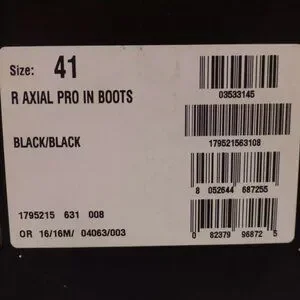 Size: 41
R AXIAL PRO IN BOOTS
03533145
179521563108
BLACK/BLACK
8 052644 687255
1795215 631 008
OR 16/16M/ 04063/003
0 82379 96872 5